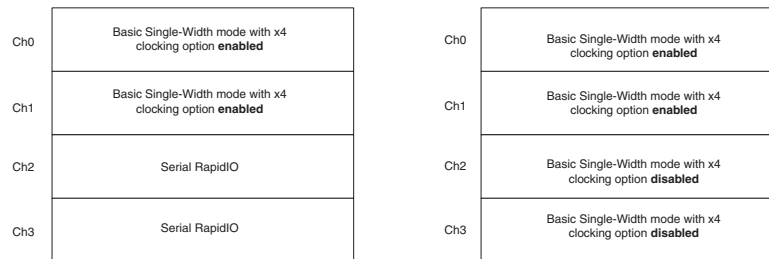 Ch0
Basic Single-Width mode with x4
clocking option enabled
Ch1
Basic Single-Width mode with x4
clocking option enabled
Ch2
Serial RapidIO
Ch3
Serial RapidIO
Ch0
Basic Single-Width mode with x4
clocking option enabled
Ch1
Basic Single-Width mode with x4
clocking option enabled
Ch2
Basic Single-Width mode with x4
clocking option disabled
Ch3
Basic Single-Width mode with x4
clocking option disabled